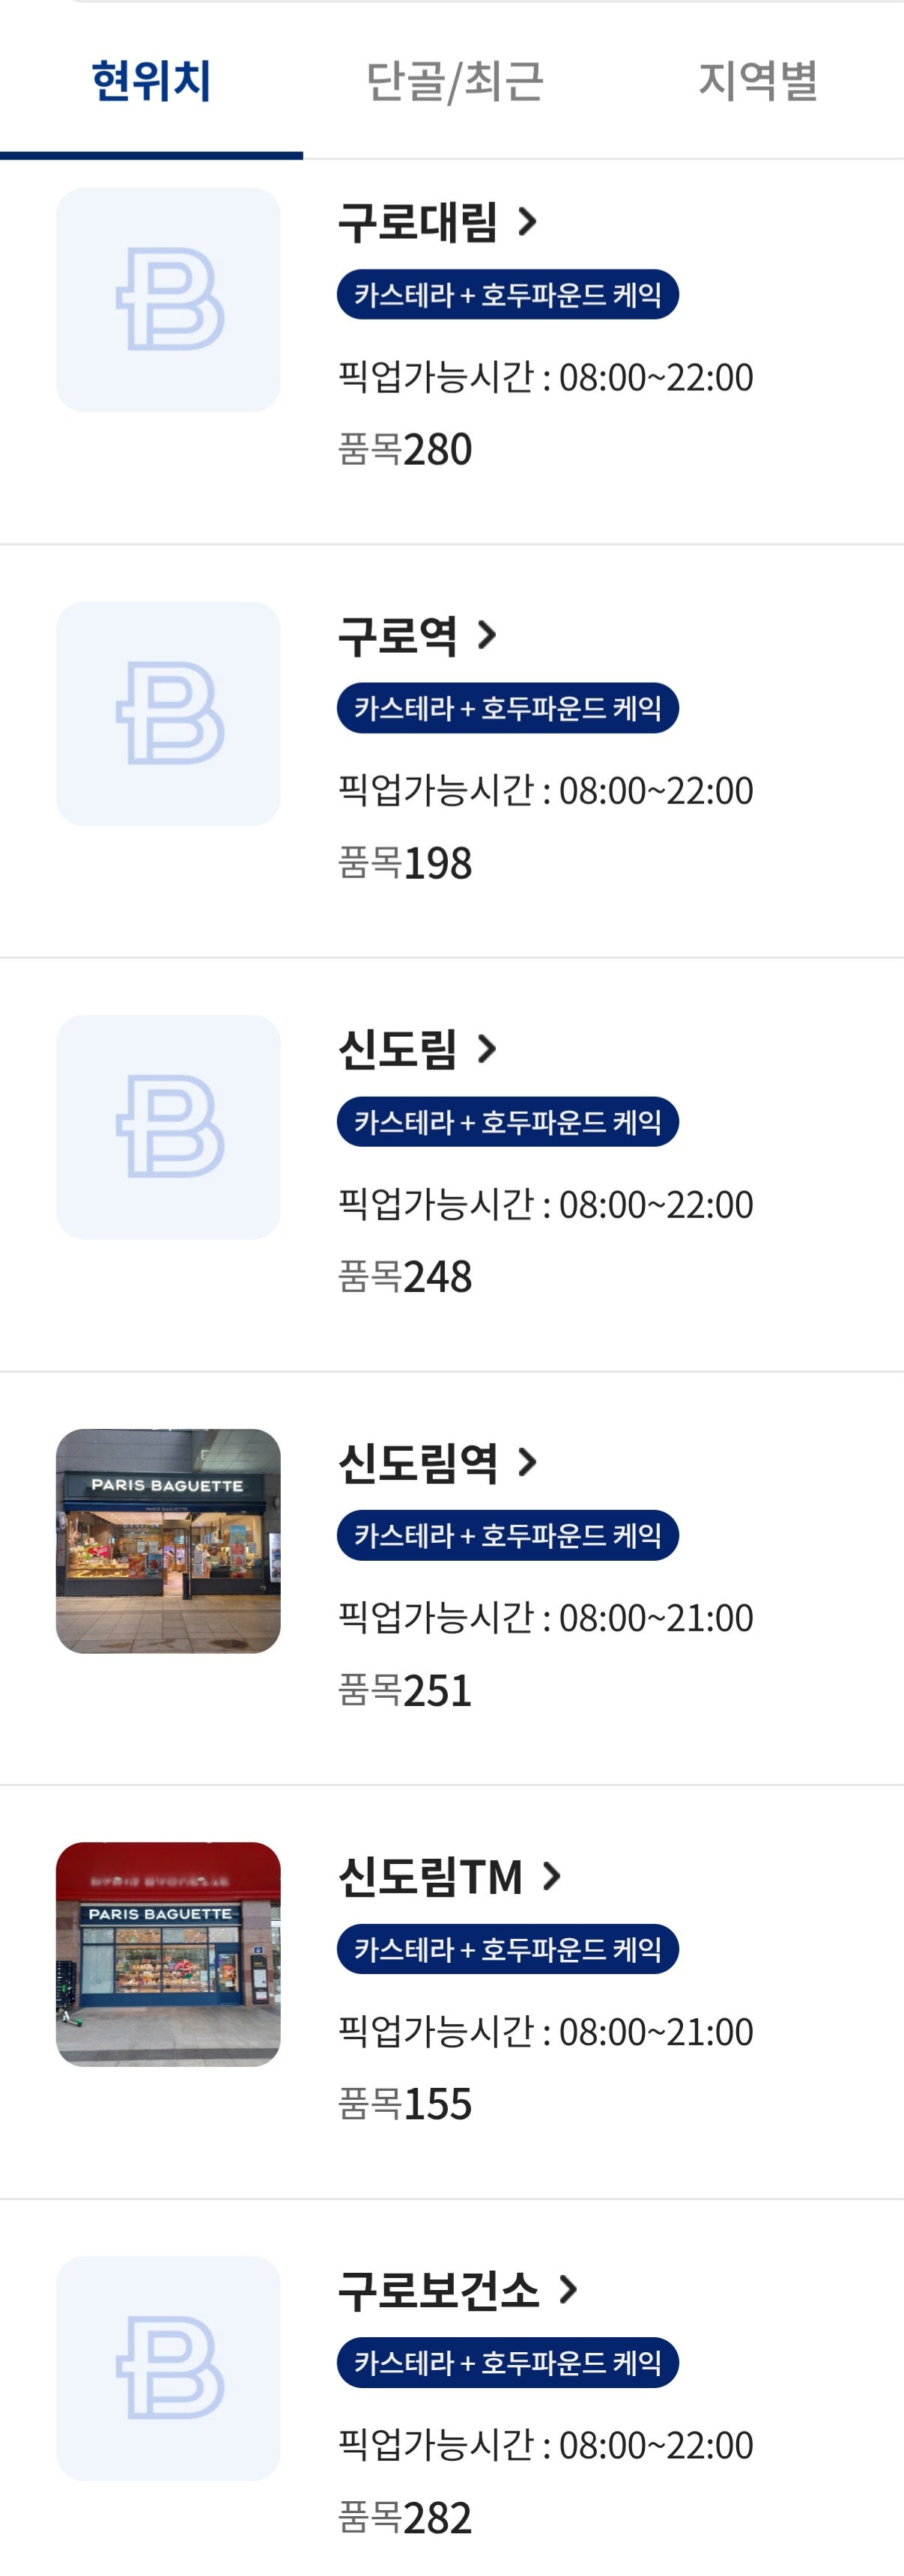 현위치 단골/최근 지역별
구로대림
카스테라 + 호두파운드 케익
픽업가능시간 : 08:00~22:00
품목280
구로역
카스테라 + 호두파운드 케익
픽업가능시간 : 08:00~22:00
품목198
신도림
카스테라 + 호두파운드 케익
픽업가능시간 : 08:00~22:00
품목248
PARIS BAGUETTE
PARIS BAGUETTE
신도림역
카스테라 + 호두파운드 케익
픽업가능시간 : 08:00~21:00
품목251
PARIS BAGUETTE
신도림TM
카스테라 + 호두파운드 케익
픽업가능시간 : 08:00~21:00
품목155
구로보건소
카스테라 + 호두파운드 케익
픽업가능시간 : 08:00~22:00
품목282